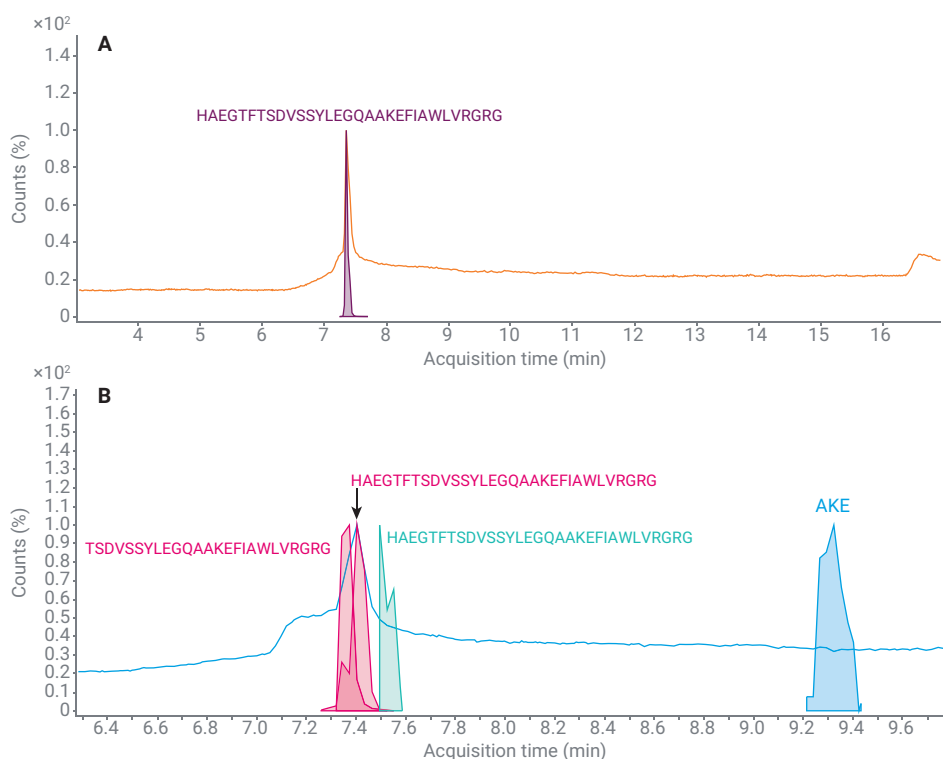 ×10²
A
1.4
1.2
HAEGTFTSDVSSYLEGQAAKEFIAWLVRGRG
1.0
0.8
0.6
0.4
0.2
0
Counts (%)
4 5 6 7 8 9 10 11 12 13 14 15 16
Acquisition time (min)
×10²
B
1.7
1.5
1.4
1.3
1.2
HAEGTFTSDVSSYLEGQAAKEFIAWLVRGRG
1.1
AKE
1.0
0.9
HAEGTFTSDVSSYLEGQAAKEFIAWLVRGRG
TSDVSSYLEGQAAKEFIAWLVRGRG
0.8
0.7
0.6
0.5
0.4
0.3
0.2
0.1
0
Counts (%)
6.4 6.6 6.8 7.0 7.2 7.4 7.6 7.8 8.0 8.2 8.4 8.6 8.8 9.0 9.2 9.4 9.6
Acquisition time (min)